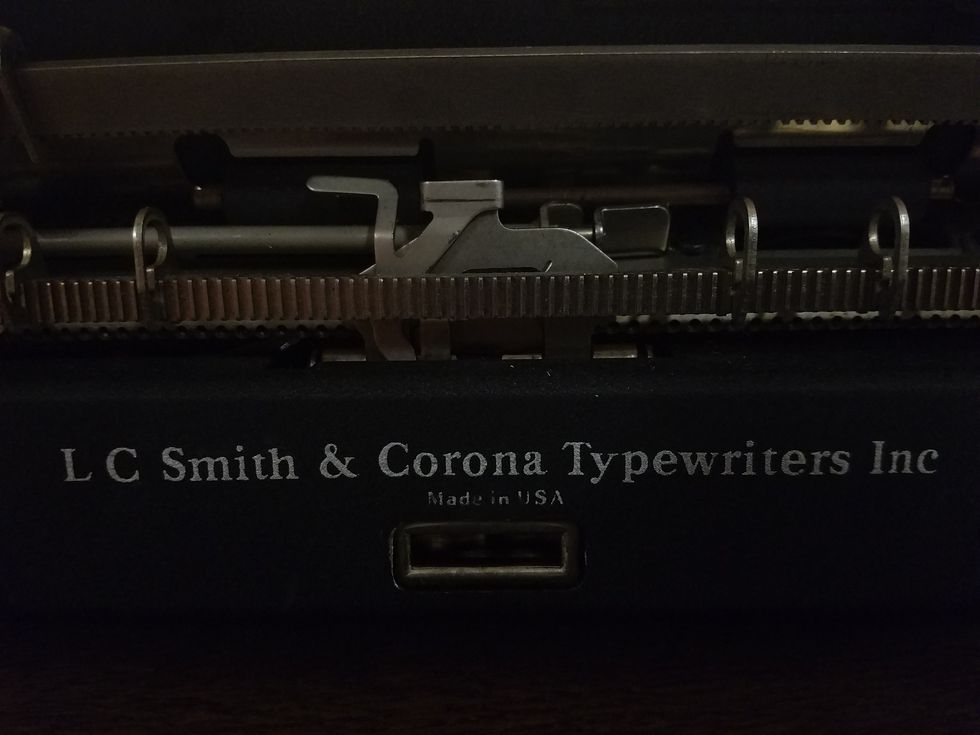 L C Smith & Corona Typewriters Inc
Made in USA